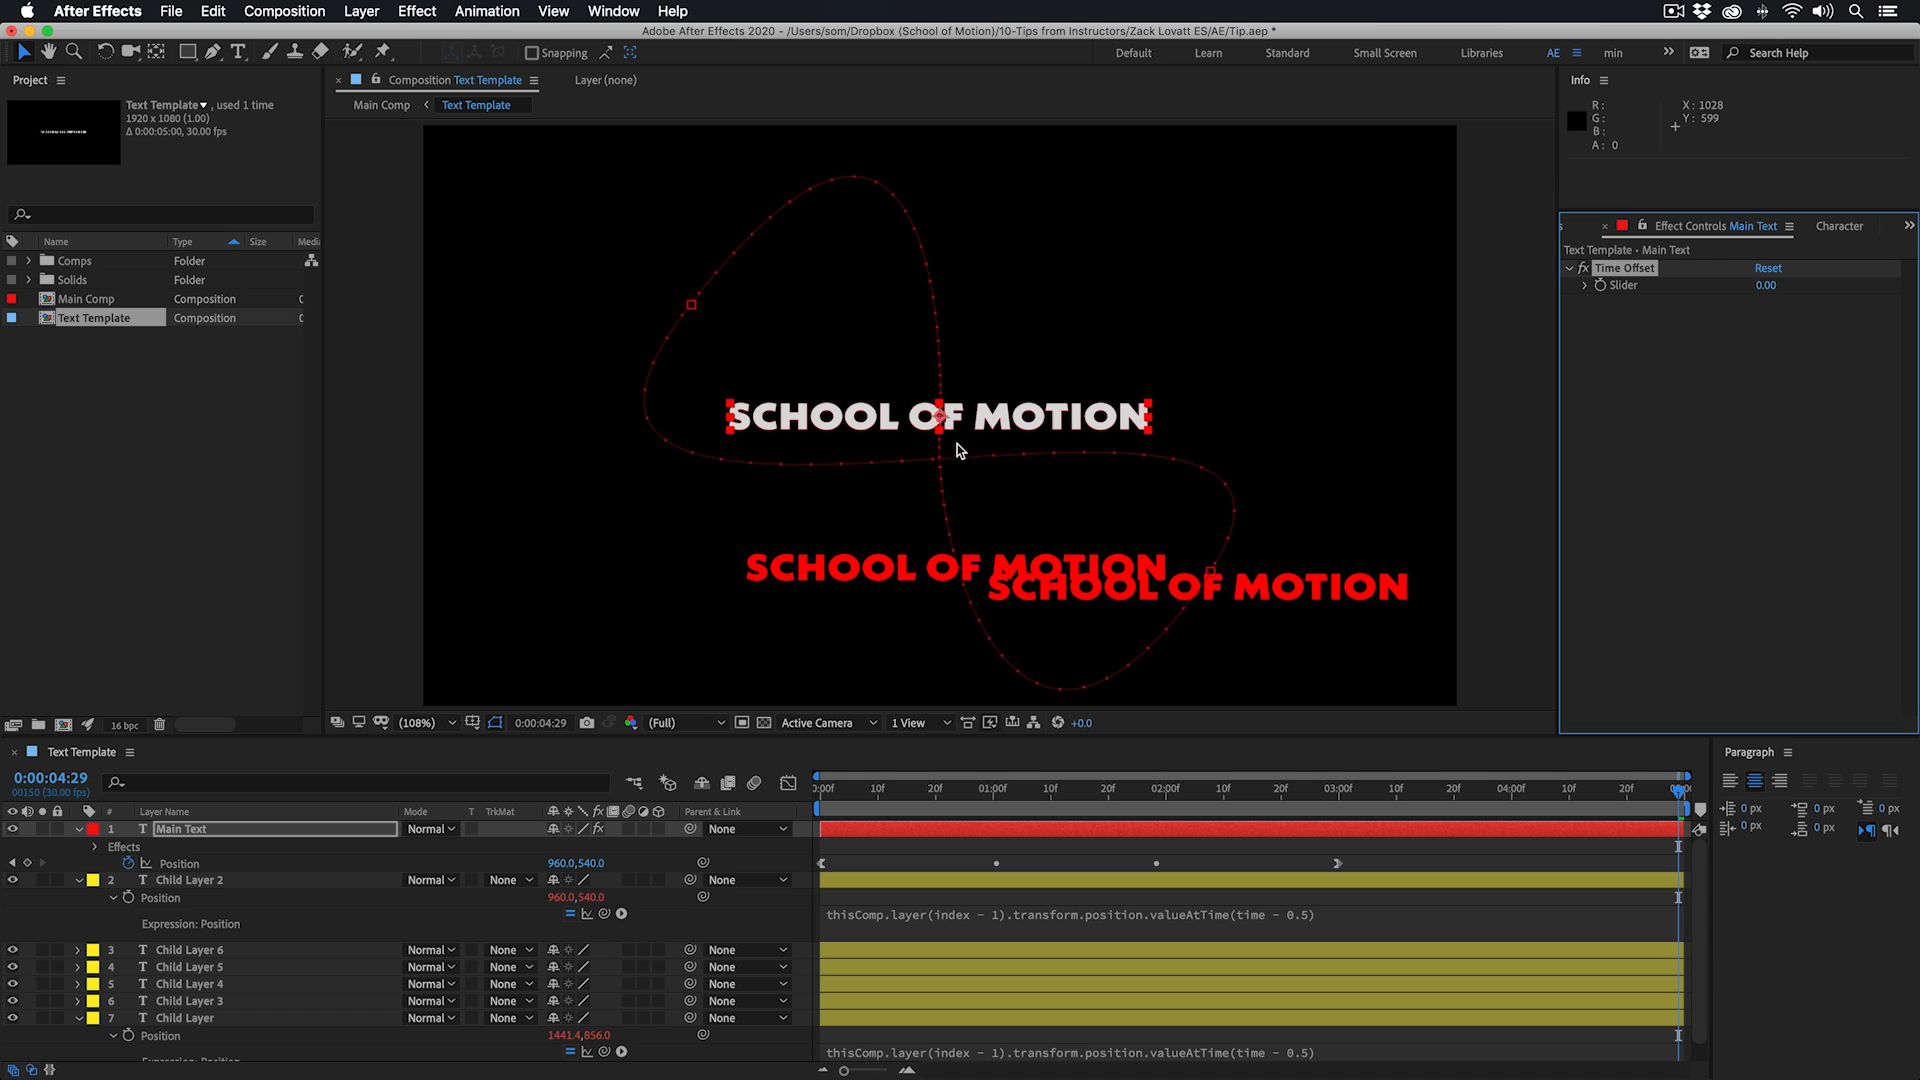 After Effects File Edit Composition Layer Effect Animation View Window Help
Adobe After Effects 2020 - /Users/som/Dropbox (School of Motion)/10-Tips from Instructors/Zack Lovatt ES/AE/Tip.aep *
Snapping Default Learn Standard Small Screen Libraries AE min Search Help
Project Composition Text Template Layer (none) Info
Main Comp Text Template
Text Template , used 1 time
1920 x 1080 (1.00)
Δ 0:00:05:00, 30.00 fps
R: X: 1028
G: Y: 599
B:
A: 0
Effect Controls Main Text Character
Text Template • Main Text
fx Time Offset Reset
Slider 0.00
Name Type Size Media
Comps Folder
Solids Folder
Main Comp Composition
Text Template Composition
SCHOOL OF MOTION
SCHOOL OF MOTION
SCHOOL OF MOTION
16 bpc (108%) 0:00:04:29 (Full) Active Camera 1 View +0.0
Text Template Paragraph
0:00:04:29
00150 (30.00 fps)
:00f 10f 20f 01:00f 10f 20f 02:00f 10f 20f 03:00f 10f 20f 04:00f 10f 20f
# Layer Name Mode T TrkMat fx Parent & Link
0 px 0 px 0 px
0 px 0 px
1 T Main Text Normal fx None
Effects
Position 960.0,540.0
2 T Child Layer 2 Normal None None
Position 960.0,540.0
Expression: Position thisComp.layer(index - 1).transform.position.valueAtTime(time - 0.5)
3 T Child Layer 6 Normal None None
4 T Child Layer 5 Normal None None
5 T Child Layer 4 Normal None None
6 T Child Layer 3 Normal None None
7 T Child Layer Normal None None
Position 1441.4,856.0
thisComp.layer(index - 1).transform.position.valueAtTime(time - 0.5)